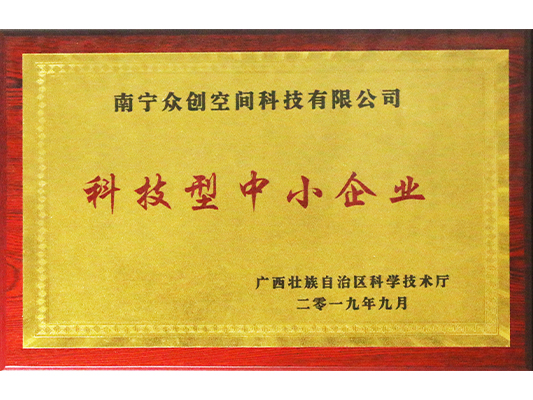 南宁众创空间科技有限公司
科技型中小企业
广西壮族自治区科学技术厅
二零一九年九月